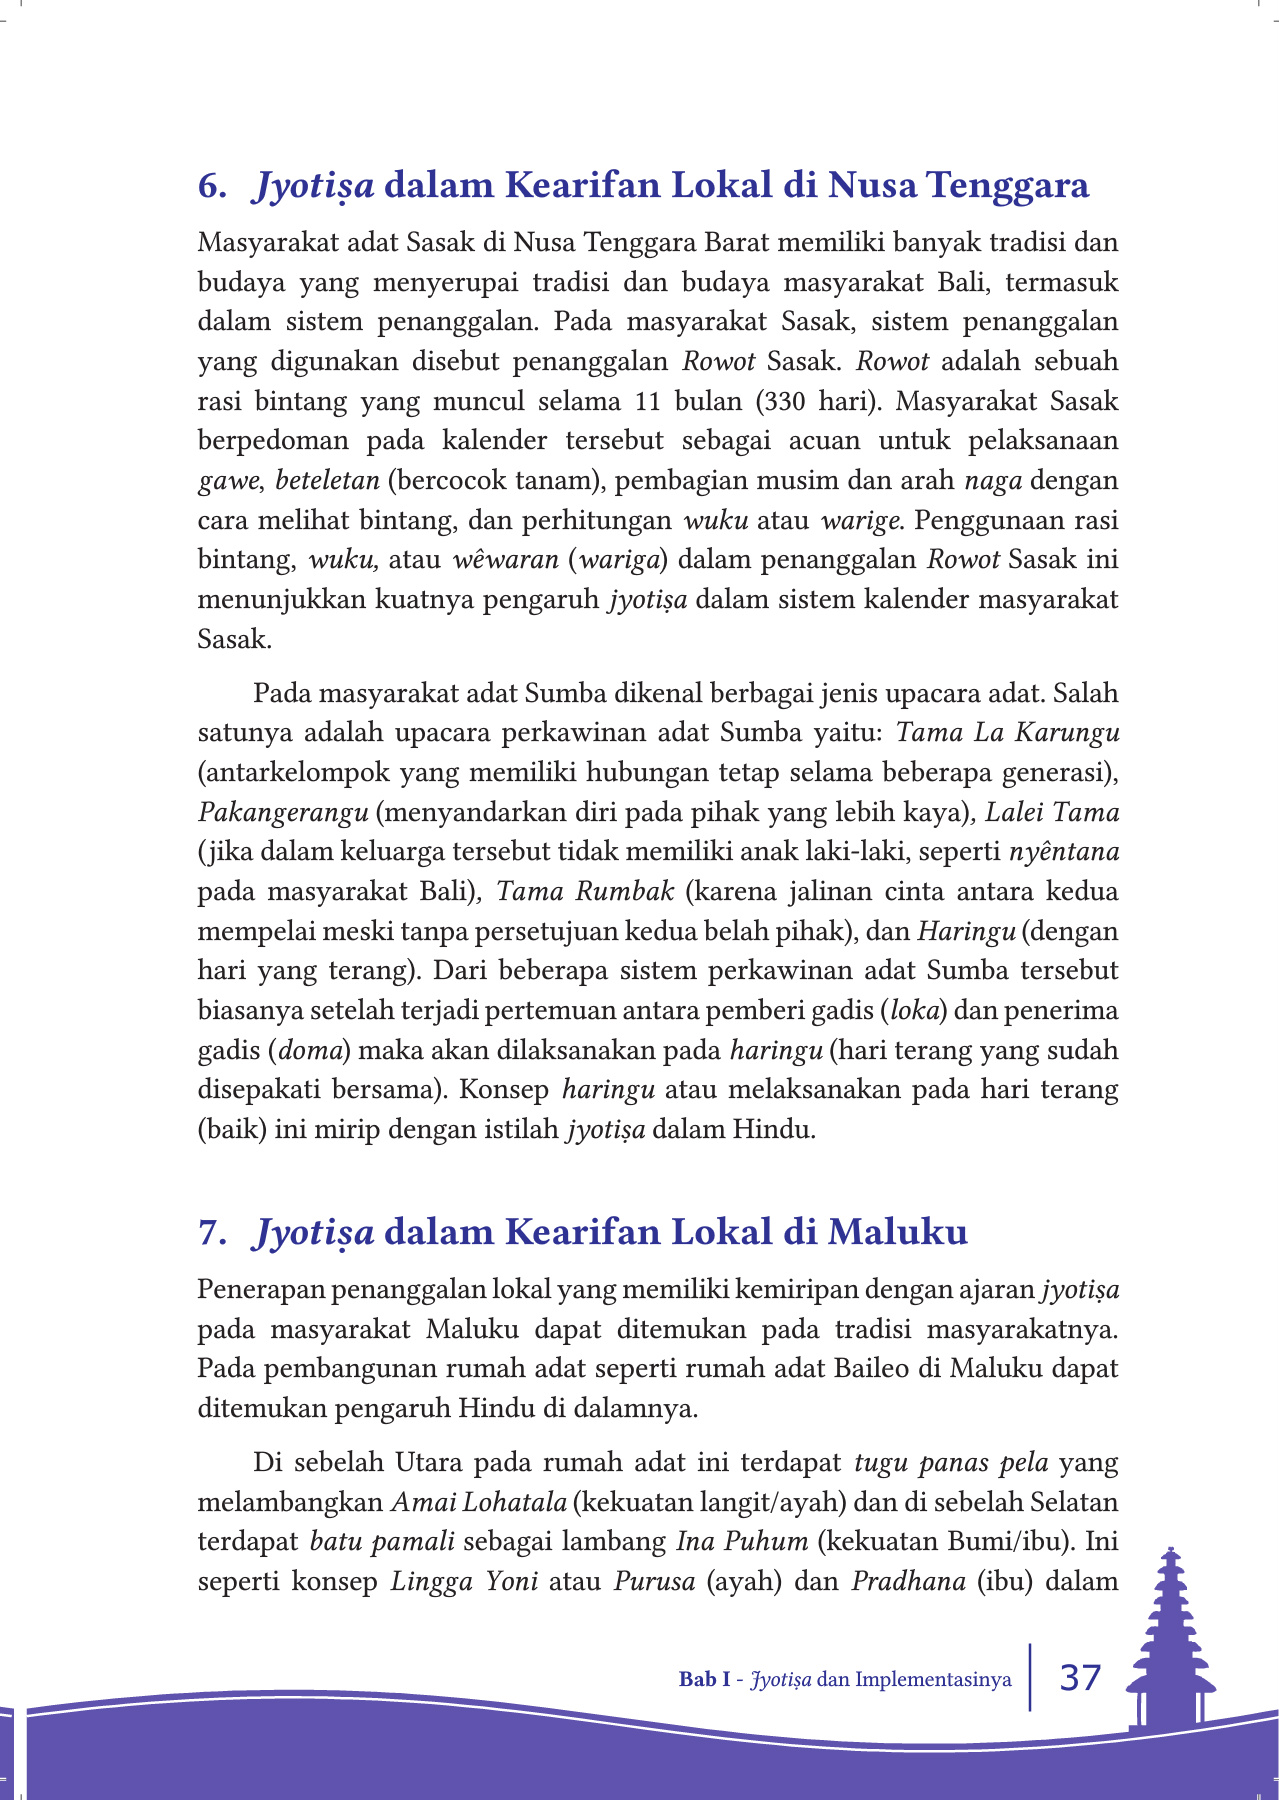 6. Jyotiṣa dalam Kearifan Lokal di Nusa Tenggara
Masyarakat adat Sasak di Nusa Tenggara Barat memiliki banyak tradisi dan
budaya yang menyerupai tradisi dan budaya masyarakat Bali, termasuk
dalam sistem penanggalan. Pada masyarakat Sasak, sistem penanggalan
yang digunakan disebut penanggalan Rowot Sasak. Rowot adalah sebuah
rasi bintang yang muncul selama 11 bulan (330 hari). Masyarakat Sasak
berpedoman pada kalender tersebut sebagai acuan untuk pelaksanaan
gawe, beteletan (bercocok tanam), pembagian musim dan arah naga dengan
cara melihat bintang, dan perhitungan wuku atau warige. Penggunaan rasi
bintang, wuku, atau wêwaran (wariga) dalam penanggalan Rowot Sasak ini
menunjukkan kuatnya pengaruh jyotiṣa dalam sistem kalender masyarakat
Sasak.
Pada masyarakat adat Sumba dikenal berbagai jenis upacara adat. Salah
satunya adalah upacara perkawinan adat Sumba yaitu: Tama La Karungu
(antarkelompok yang memiliki hubungan tetap selama beberapa generasi),
Pakangerangu (menyandarkan diri pada pihak yang lebih kaya), Lalei Tama
(jika dalam keluarga tersebut tidak memiliki anak laki-laki, seperti nyêntana
pada masyarakat Bali), Tama Rumbak (karena jalinan cinta antara kedua
mempelai meski tanpa persetujuan kedua belah pihak), dan Haringu (dengan
hari yang terang). Dari beberapa sistem perkawinan adat Sumba tersebut
biasanya setelah terjadi pertemuan antara pemberi gadis (loka) dan penerima
gadis (doma) maka akan dilaksanakan pada haringu (hari terang yang sudah
disepakati bersama). Konsep haringu atau melaksanakan pada hari terang
(baik) ini mirip dengan istilah jyotiṣa dalam Hindu.
7. Jyotiṣa dalam Kearifan Lokal di Maluku
Penerapan penanggalan lokal yang memiliki kemiripan dengan ajaran jyotiṣa
pada masyarakat Maluku dapat ditemukan pada tradisi masyarakatnya.
Pada pembangunan rumah adat seperti rumah adat Baileo di Maluku dapat
ditemukan pengaruh Hindu di dalamnya.
Di sebelah Utara pada rumah adat ini terdapat tugu panas pela yang
melambangkan Amai Lohatala (kekuatan langit/ayah) dan di sebelah Selatan
terdapat batu pamali sebagai lambang Ina Puhum (kekuatan Bumi/ibu). Ini
seperti konsep Lingga Yoni atau Purusa (ayah) dan Pradhana (ibu) dalam
Bab I - Jyotiṣa dan Implementasinya 37